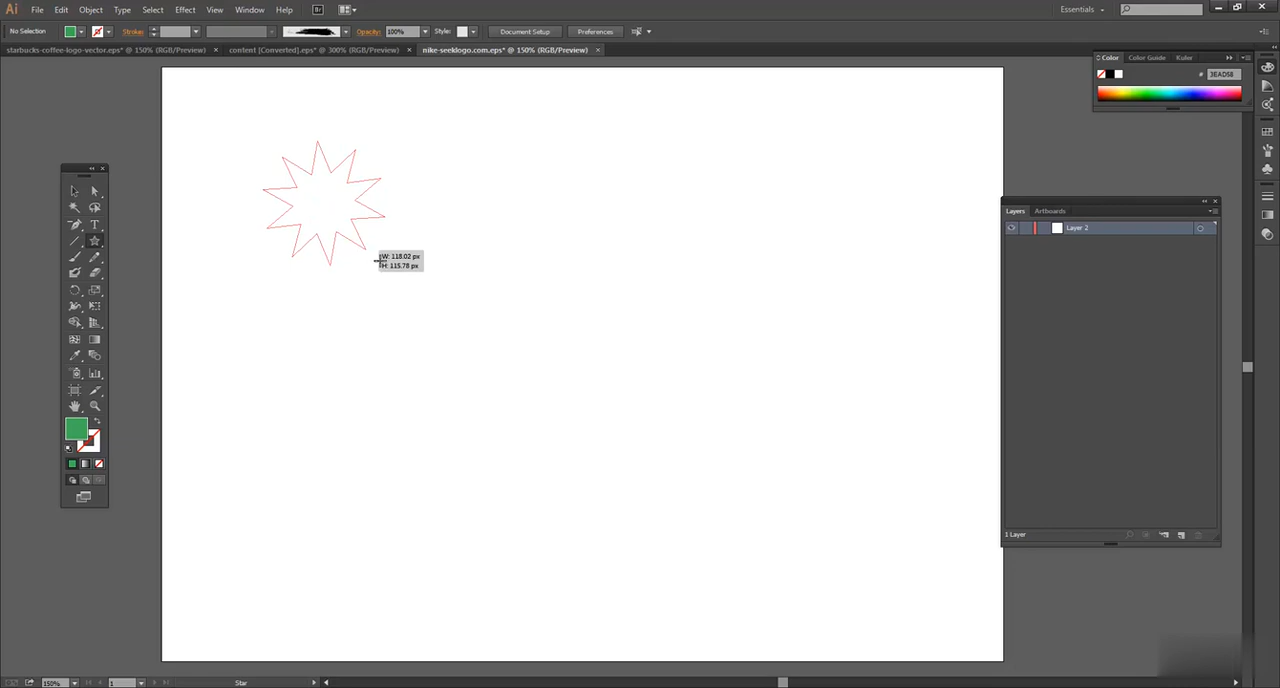 Ai File Edit Object Type Select Effect View Window Help Br Essentials
No Selection Stroke: Opacity: 100% Style: Document Setup Preferences
starbucks-coffee-logo-vector.eps* @ 150% (RGB/Preview) × content [Converted].eps* @ 300% (RGB/Preview) × nike-seeklogo.com.eps* @ 150% (RGB/Preview) ×
Color Color Guide Kuler
# 3EAD58
T
Layers Artboards
Layer 2
W: 118.02 px
H: 115.78 px
1 Layer
150% 1 Star